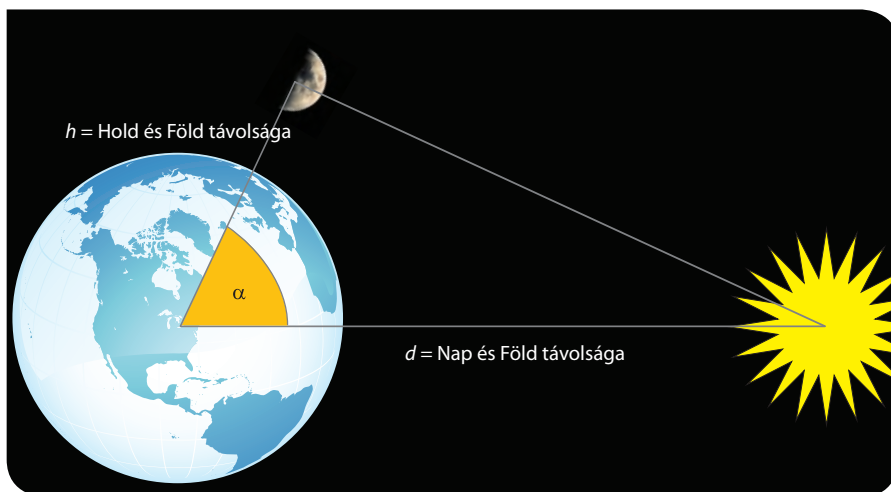 h = Hold és Föld távolsága
α
d = Nap és Föld távolsága